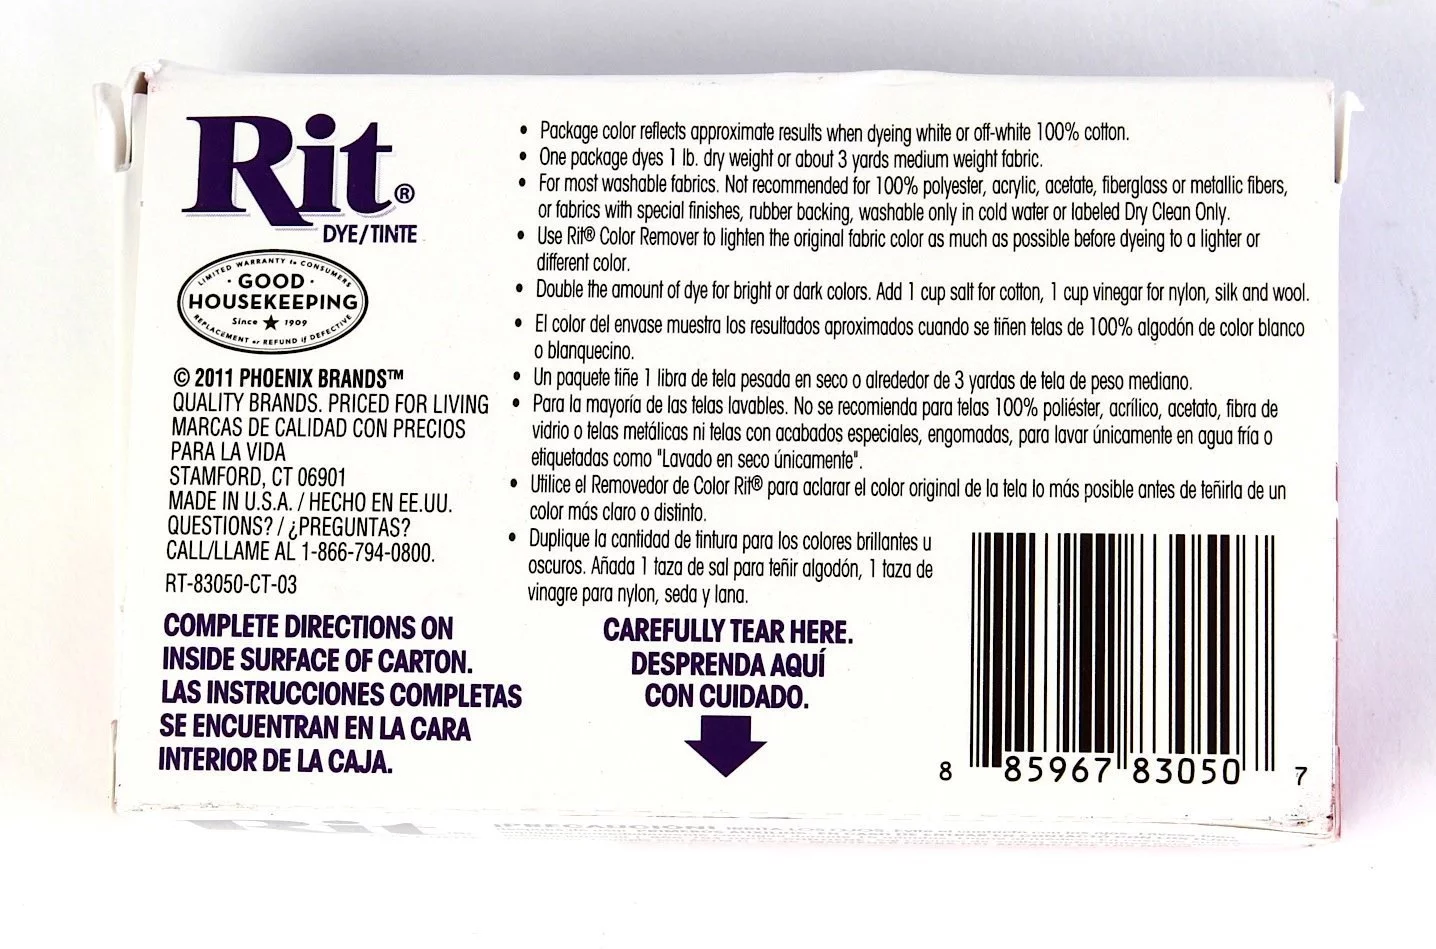 Rit®
DYE/TINTE
LIMITED WARRANTY to CONSUMERS
· GOOD ·
HOUSEKEEPING
Since ★ 1909
REPLACEMENT or REFUND if DEFECTIVE
© 2011 PHOENIX BRANDS™
QUALITY BRANDS. PRICED FOR LIVING
MARCAS DE CALIDAD CON PRECIOS
PARA LA VIDA
STAMFORD, CT 06901
MADE IN U.S.A. / HECHO EN EE.UU.
QUESTIONS? / ¿PREGUNTAS?
CALL/LLAME AL 1-866-794-0800.
RT-83050-CT-03
COMPLETE DIRECTIONS ON
INSIDE SURFACE OF CARTON.
LAS INSTRUCCIONES COMPLETAS
SE ENCUENTRAN EN LA CARA
INTERIOR DE LA CAJA.
• Package color reflects approximate results when dyeing white or off-white 100% cotton.
• One package dyes 1 lb. dry weight or about 3 yards medium weight fabric.
• For most washable fabrics. Not recommended for 100% polyester, acrylic, acetate, fiberglass or metallic fibers,
or fabrics with special finishes, rubber backing, washable only in cold water or labeled Dry Clean Only.
• Use Rit® Color Remover to lighten the original fabric color as much as possible before dyeing to a lighter or
different color.
• Double the amount of dye for bright or dark colors. Add 1 cup salt for cotton, 1 cup vinegar for nylon, silk and wool.
• El color del envase muestra los resultados aproximados cuando se tiñen telas de 100% algodón de color blanco
o blanquecino.
• Un paquete tiñe 1 libra de tela pesada en seco o alrededor de 3 yardas de tela de peso mediano.
• Para la mayoría de las telas lavables. No se recomienda para telas 100% poliéster, acrílico, acetato, fibra de
vidrio o telas metálicas ni telas con acabados especiales, engomadas, para lavar únicamente en agua fría o
etiquetadas como "Lavado en seco únicamente".
• Utilice el Removedor de Color Rit® para aclarar el color original de la tela lo más posible antes de teñirla de un
color más claro o distinto.
• Duplique la cantidad de tintura para los colores brillantes u
oscuros. Añada 1 taza de sal para teñir algodón, 1 taza de
vinagre para nylon, seda y lana.
CAREFULLY TEAR HERE.
DESPRENDA AQUÍ
CON CUIDADO.
8 85967 83050 7
Rit